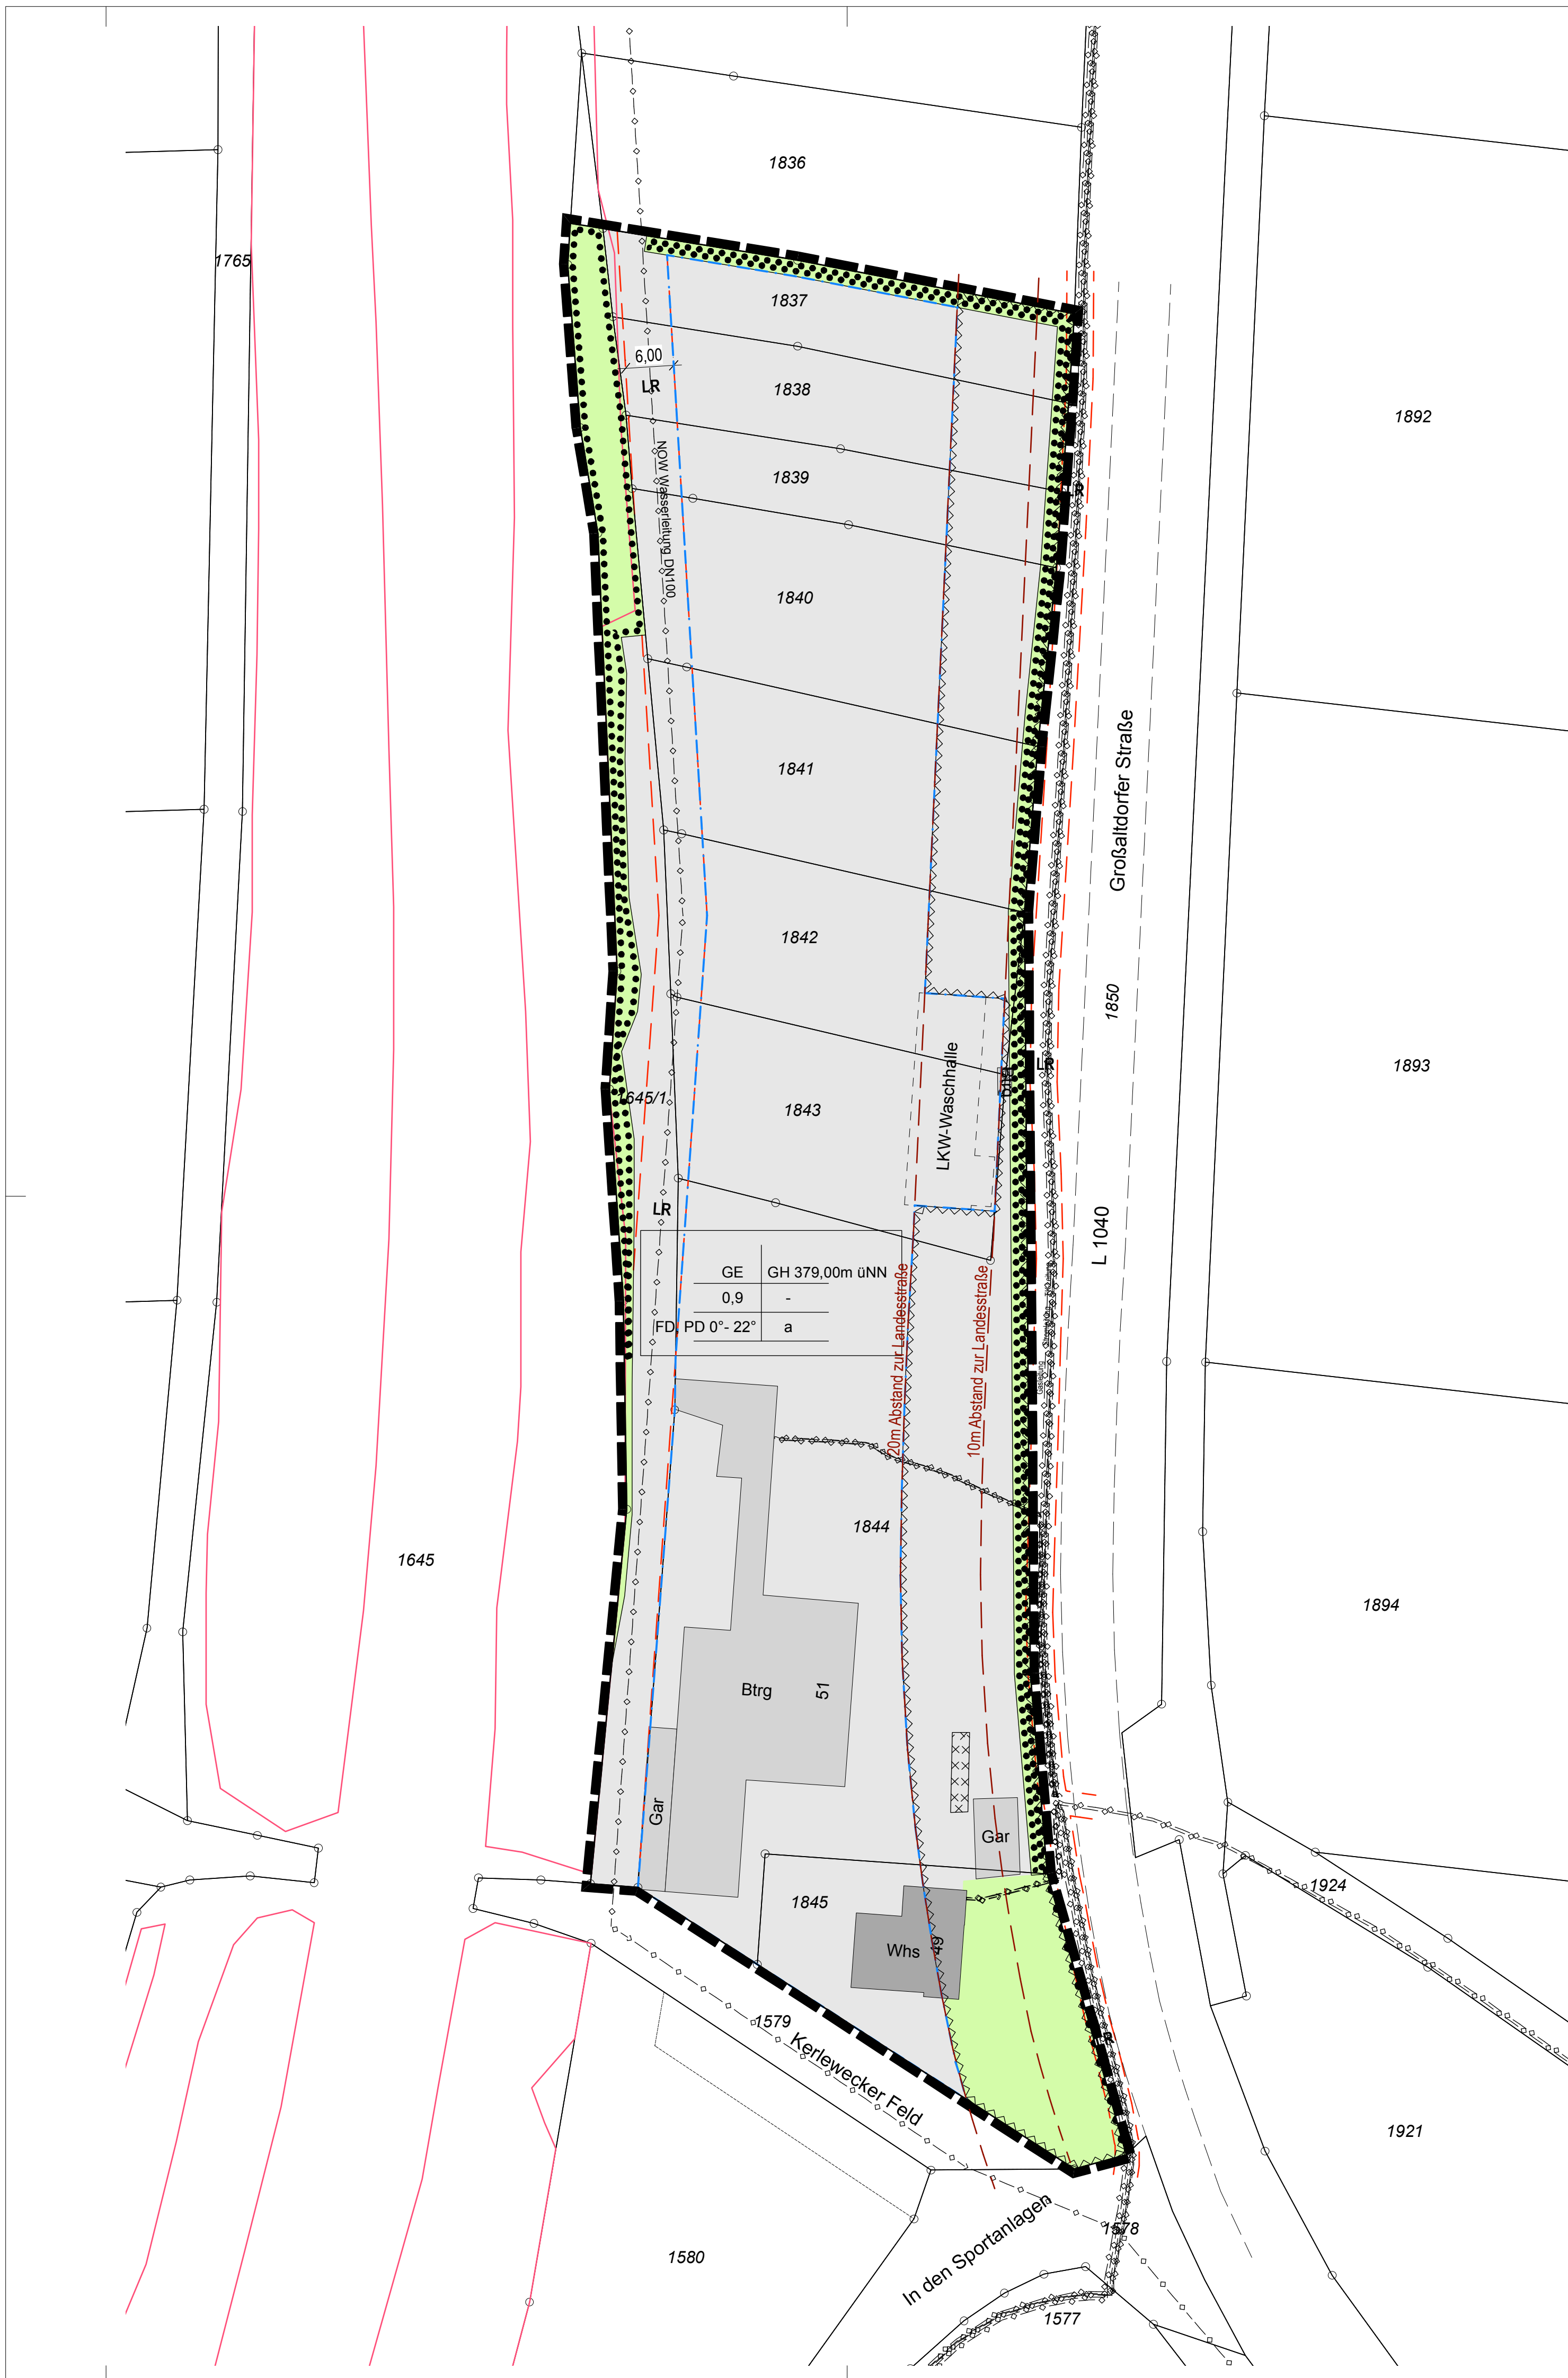 1836
1765
1837
6,00
LR
1838
1892
1839
LR
NOW Wasserleitung DN100
1840
Großaltdorfer Straße
1841
1842
1850
LKW-Waschhalle
LR
1893
1645/1
1843
LR
L 1040
GE GH 379,00m üNN
0,9 -
FD, PD 0°- 22° a
20m Abstand zur Landesstraße
10m Abstand zur Landesstraße
1844
1645
1894
Btrg 51
Gar
Gar
1845
1924
Whs 49
1579
Kerlewecker Feld
LR
1921
In den Sportanlagen
1578
1580
1577